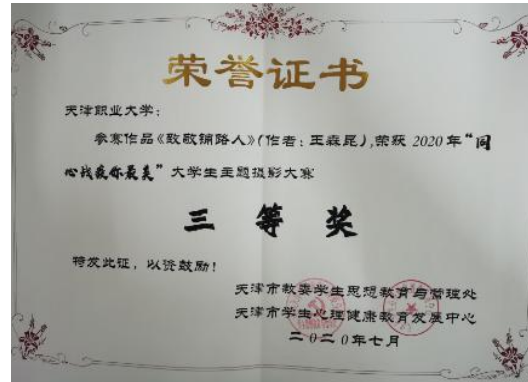 荣誉证书
天津职业大学：
参赛作品《致敬铺路人》(作者：王森昆),荣获 2020 年“同
心战疫你最美”大学生主题摄影大赛
三等奖
特发此证，以资鼓励！
天津市教委学生思想教育与管理处
天津市学生心理健康教育发展中心
二〇二〇年七月